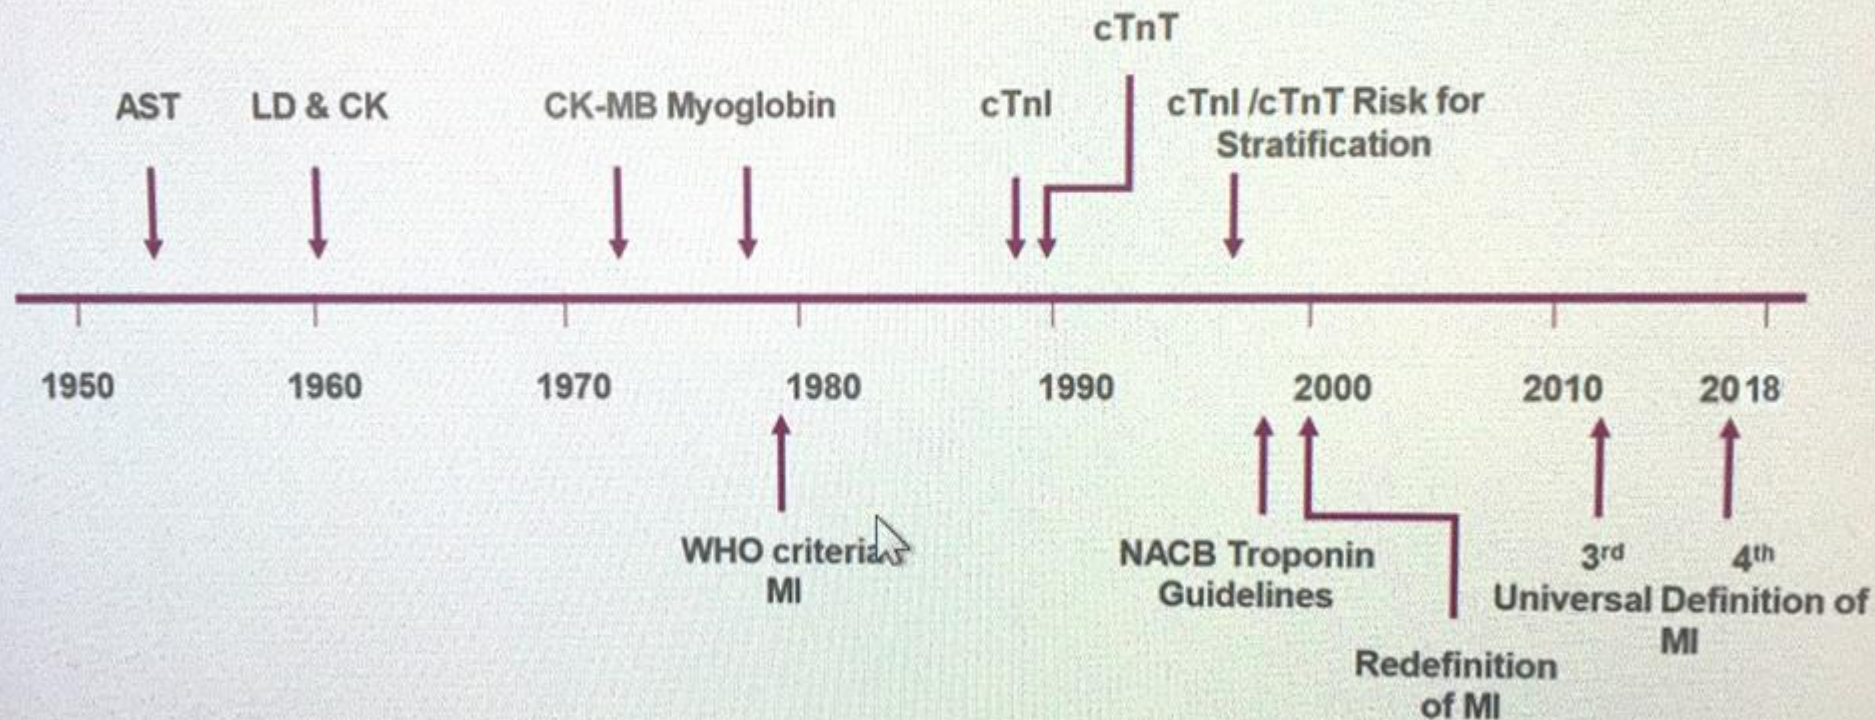 cTnT
AST LD & CK CK-MB Myoglobin cTnI cTnI /cTnT Risk for
Stratification
1950 1960 1970 1980 1990 2000 2010 2018
WHO criteria
MI
NACB Troponin
Guidelines
3rd 4th
Universal Definition of
MI
Redefinition
of MI